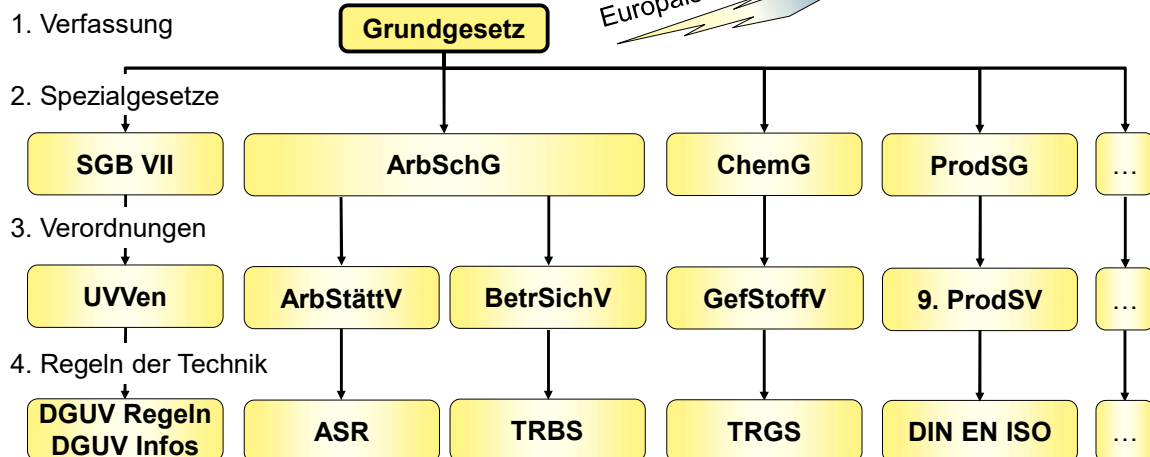 1. Verfassung
Grundgesetz
2. Spezialgesetze
SGB VII
ArbSchG
ChemG
ProdSG
...
3. Verordnungen
UVVen
ArbStättV
BetrSichV
GefStoffV
9. ProdSV
...
4. Regeln der Technik
DGUV Regeln
DGUV Infos
ASR
TRBS
TRGS
DIN EN ISO
...